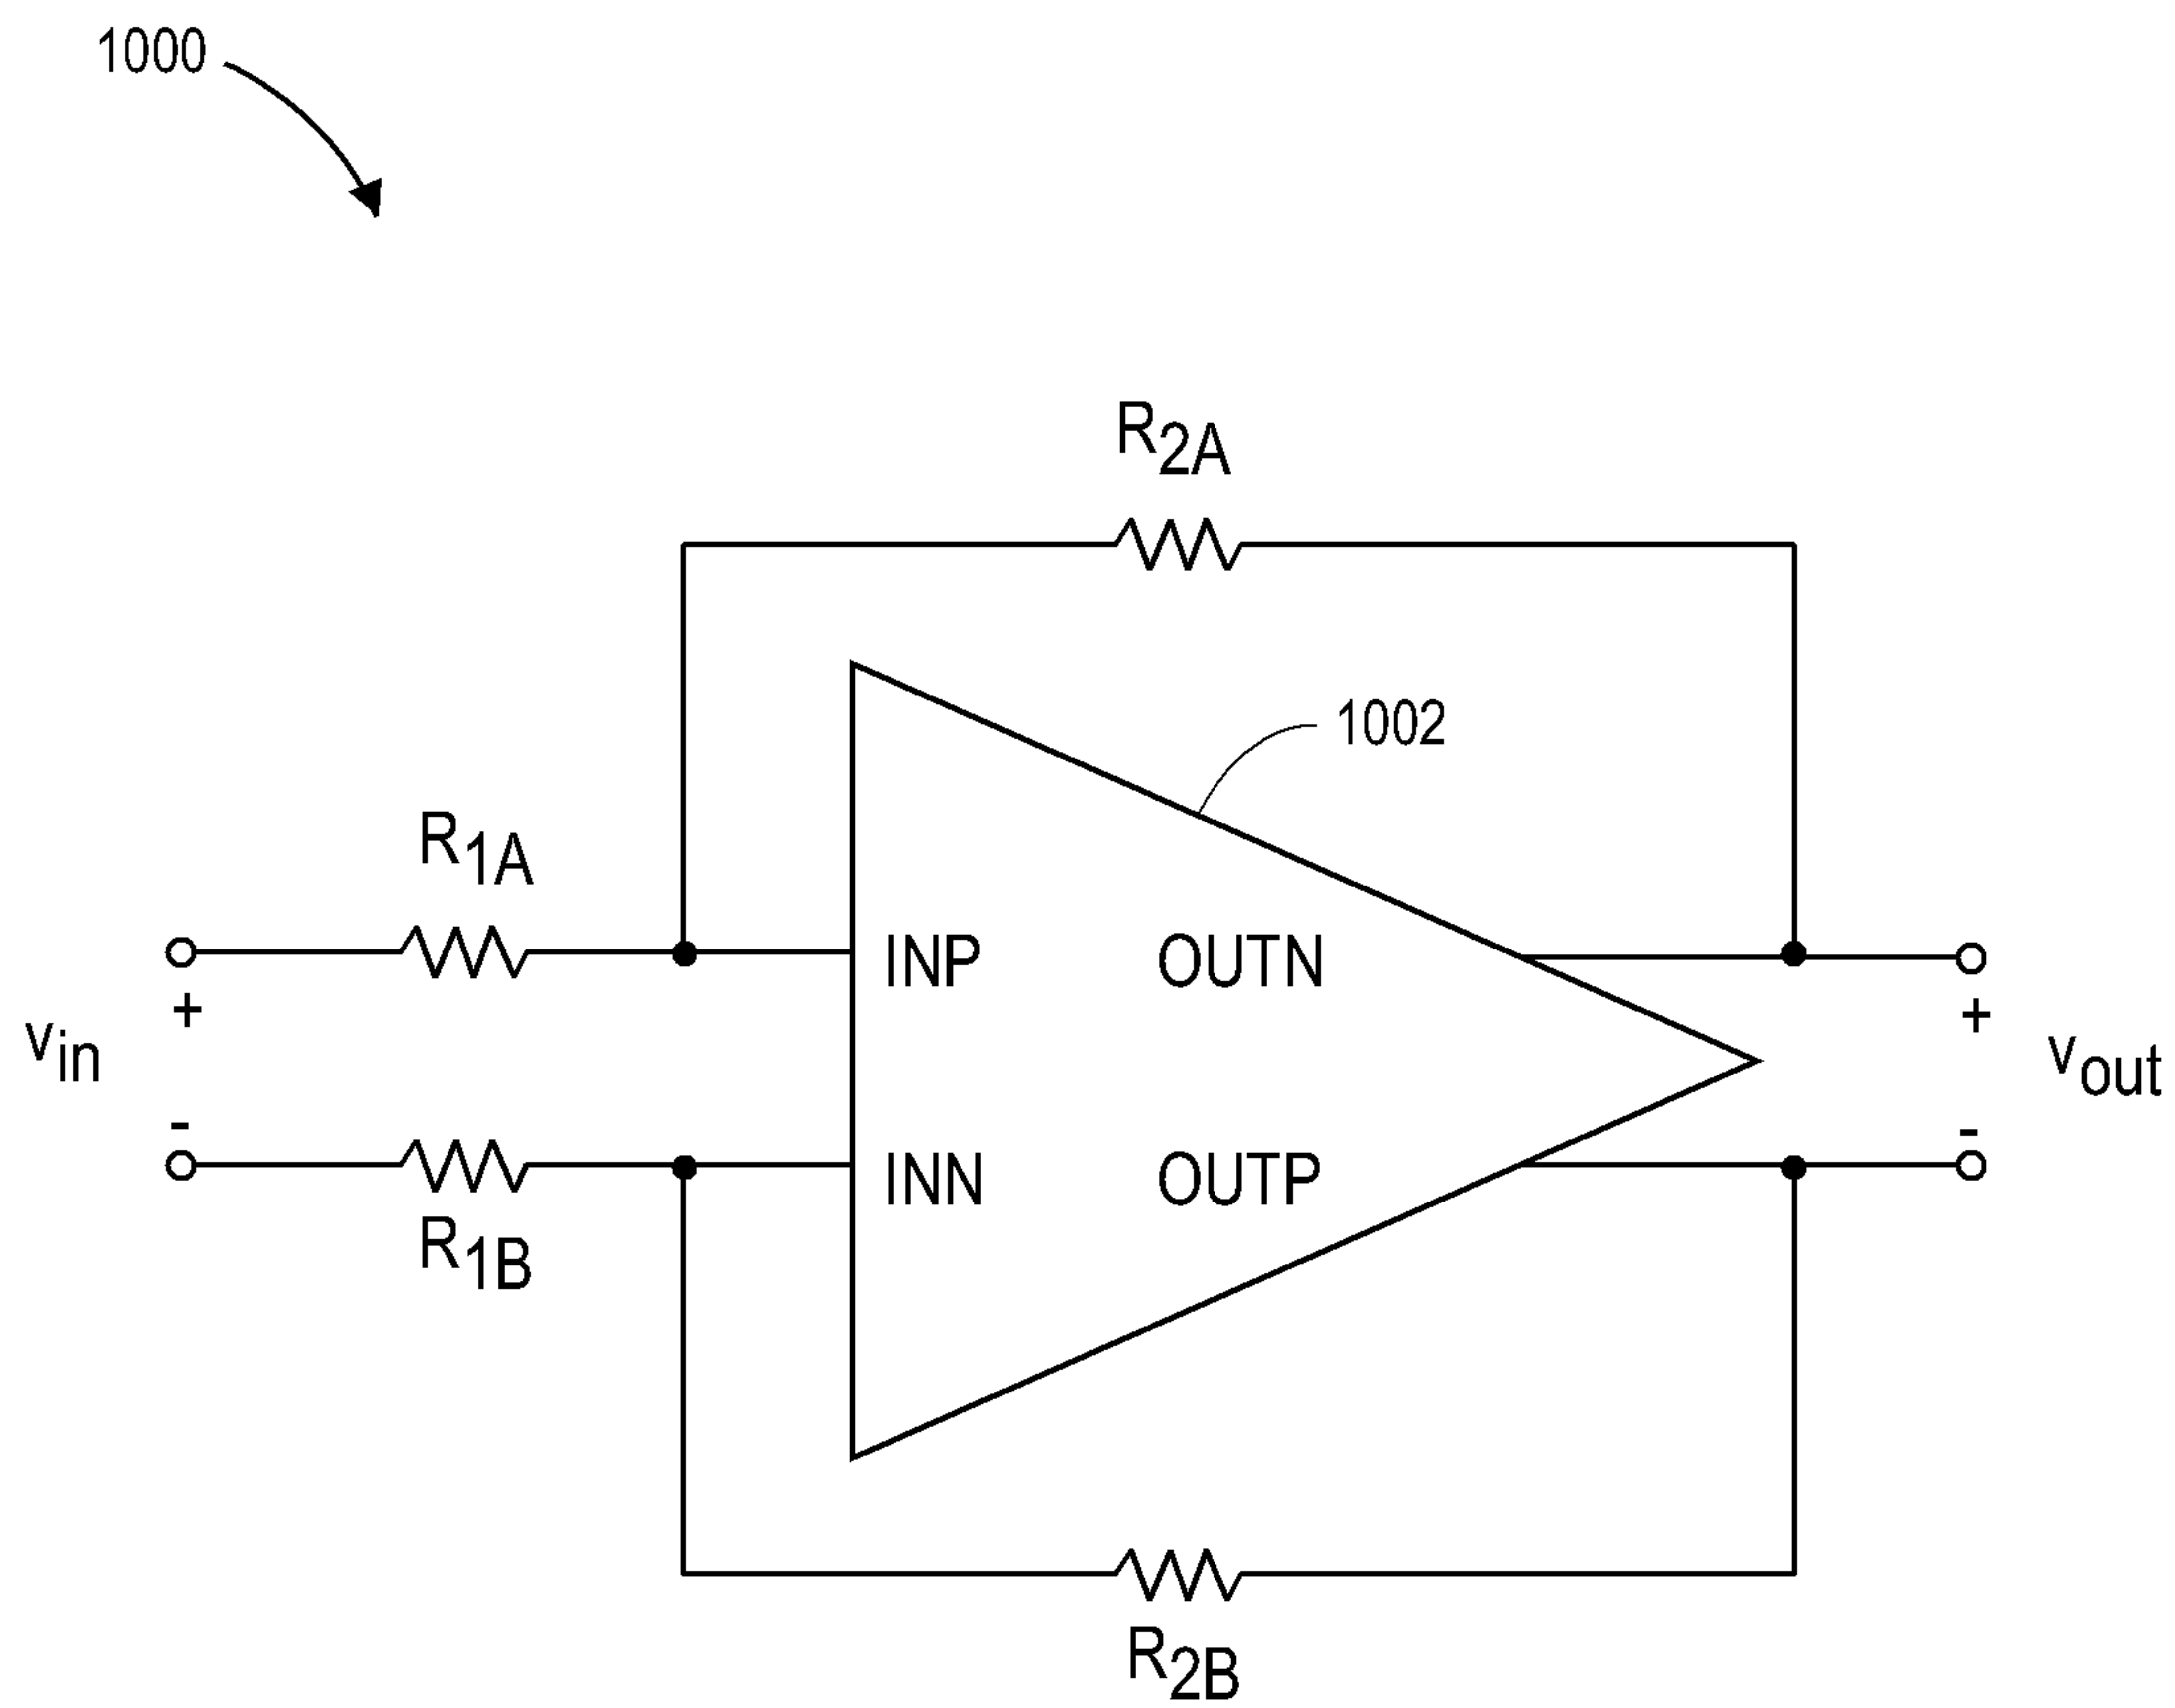 1000
R2A
1002
R1A
INP OUTN
+ +
vin vout
- -
INN OUTP
R1B
R2B